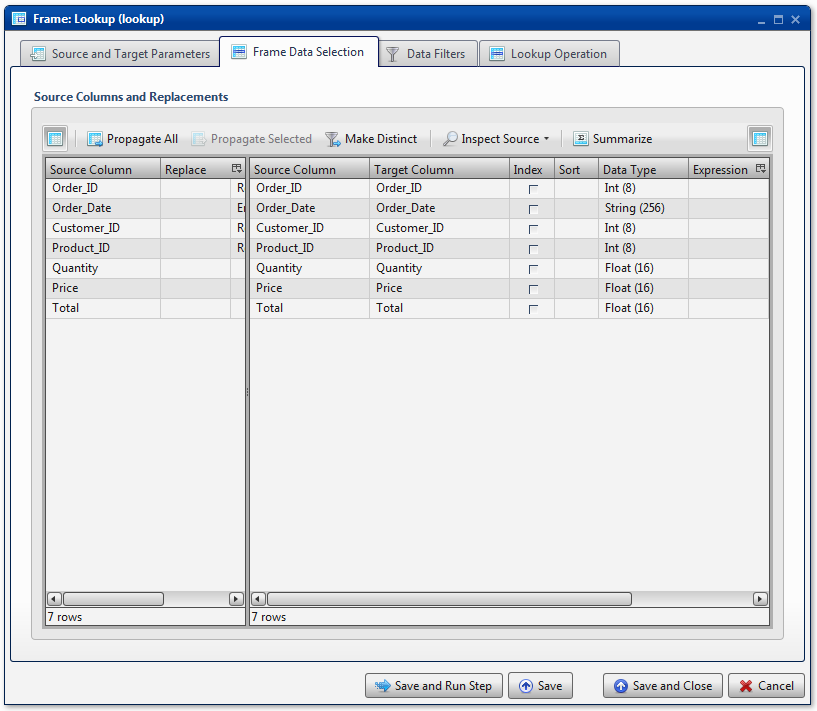 Frame: Lookup (lookup)
Source and Target Parameters Frame Data Selection Data Filters Lookup Operation
Source Columns and Replacements
Propagate All Propagate Selected Make Distinct Inspect Source Summarize
Source Column Replace Source Column Target Column Index Sort Data Type Expression
Order_ID Order_ID Order_ID Int (8)
Order_Date Order_Date Order_Date String (256)
Customer_ID Customer_ID Customer_ID Int (8)
Product_ID Product_ID Product_ID Int (8)
Quantity Quantity Quantity Float (16)
Price Price Price Float (16)
Total Total Total Float (16)
7 rows 7 rows
Save and Run Step Save Save and Close Cancel